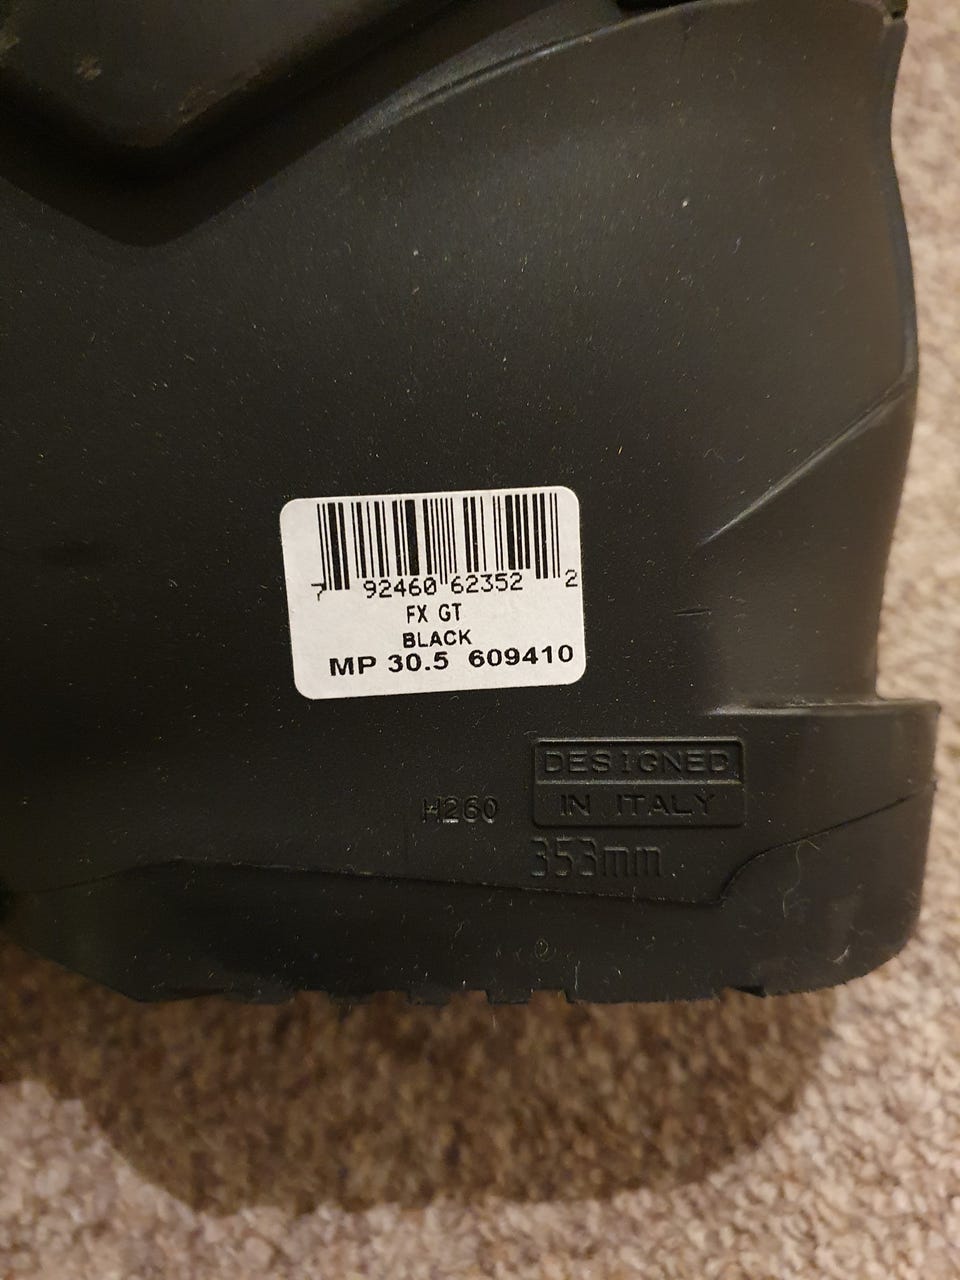 7 92460 62352 2
FX GT
BLACK
MP 30.5 609410
DESIGNED
IN ITALY
H260
353mm